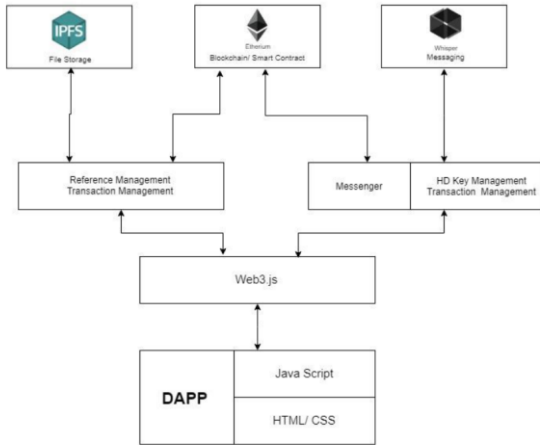 IPFS
File Storage
Etherium
Blockchain/ Smart Contract
Whisper
Messaging
Reference Management
Transaction Management
Messenger
HD Key Management
Transaction Management
Web3.js
DAPP
Java Script
HTML/ CSS